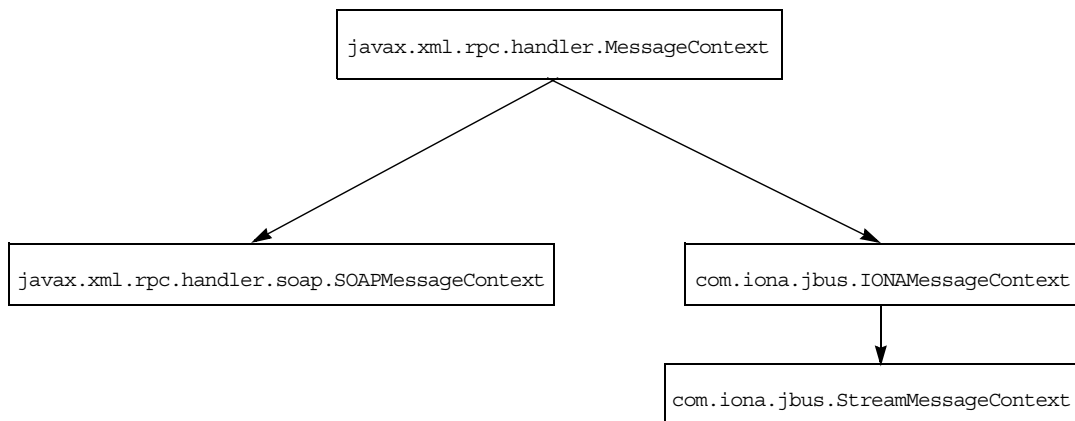 javax.xml.rpc.handler.MessageContext
javax.xml.rpc.handler.soap.SOAPMessageContext
com.iona.jbus.IONAMessageContext
com.iona.jbus.StreamMessageContext